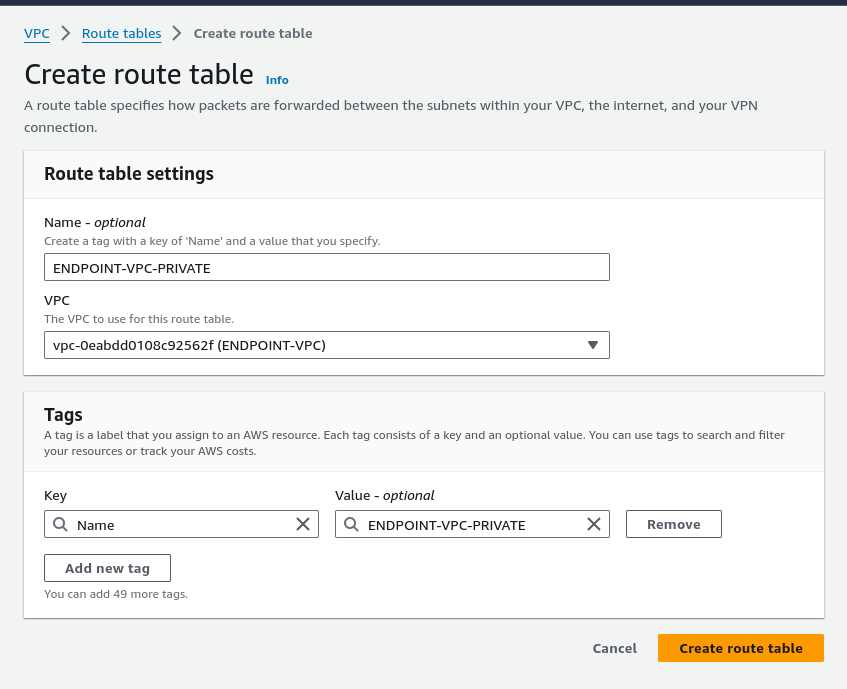 VPC > Route tables > Create route table
Create route table Info
A route table specifies how packets are forwarded between the subnets within your VPC, the internet, and your VPN
connection.
Route table settings
Name - optional
Create a tag with a key of 'Name' and a value that you specify.
ENDPOINT-VPC-PRIVATE
VPC
The VPC to use for this route table.
vpc-0eabdd0108c92562f (ENDPOINT-VPC)
Tags
A tag is a label that you assign to an AWS resource. Each tag consists of a key and an optional value. You can use tags to search and filter
your resources or track your AWS costs.
Key Value - optional
Name ENDPOINT-VPC-PRIVATE Remove
Add new tag
You can add 49 more tags.
Cancel Create route table